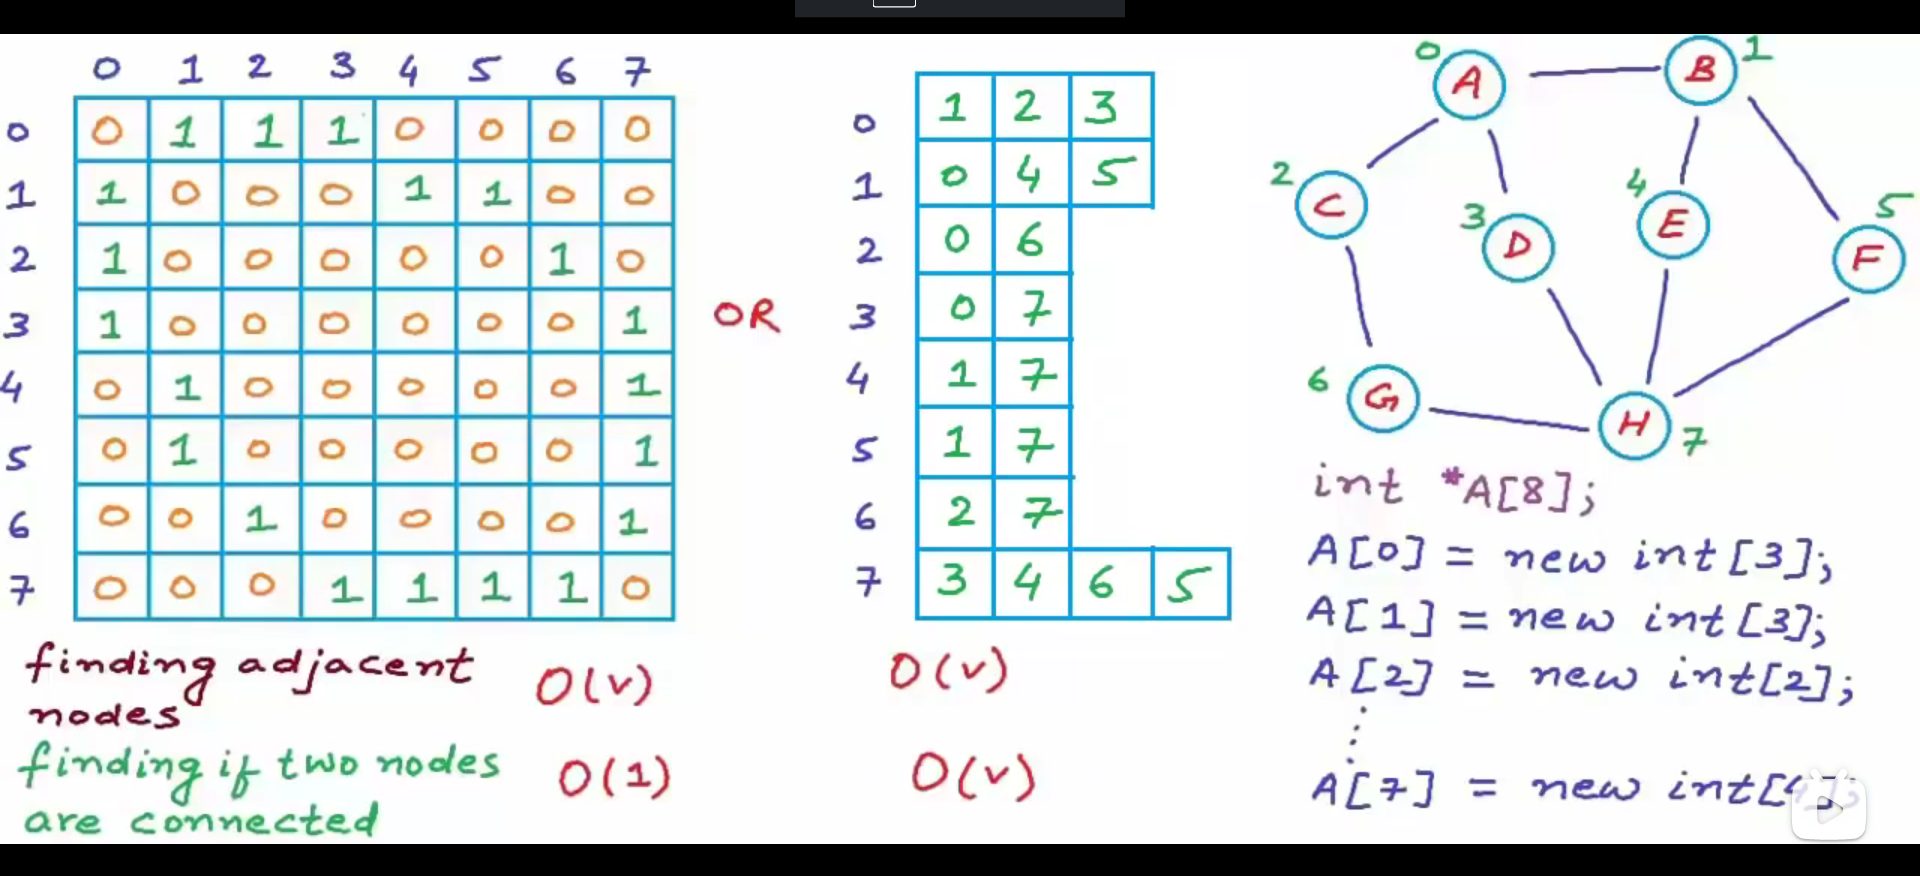 0 1 2 3 4 5 6 7
0 0 1 1 1 0 0 0 0
1 1 0 0 0 1 1 0 0
2 1 0 0 0 0 0 1 0
3 1 0 0 0 0 0 0 1
4 0 1 0 0 0 0 0 1
5 0 1 0 0 0 0 0 1
6 0 0 1 0 0 0 0 1
7 0 0 0 1 1 1 1 0
OR
0 1 2 3
1 0 4 5
2 0 6
3 0 7
4 1 7
5 1 7
6 2 7
7 3 4 6 5
finding adjacent
nodes
O(v)
O(v)
finding if two nodes
are connected
O(1)
O(v)
0 A B 1
2 C 3 D 4 E F 5
6 G H 7
int *A[8];
A[0] = new int[3];
A[1] = new int[3];
A[2] = new int[2];
⋮
A[7] = new int[4];